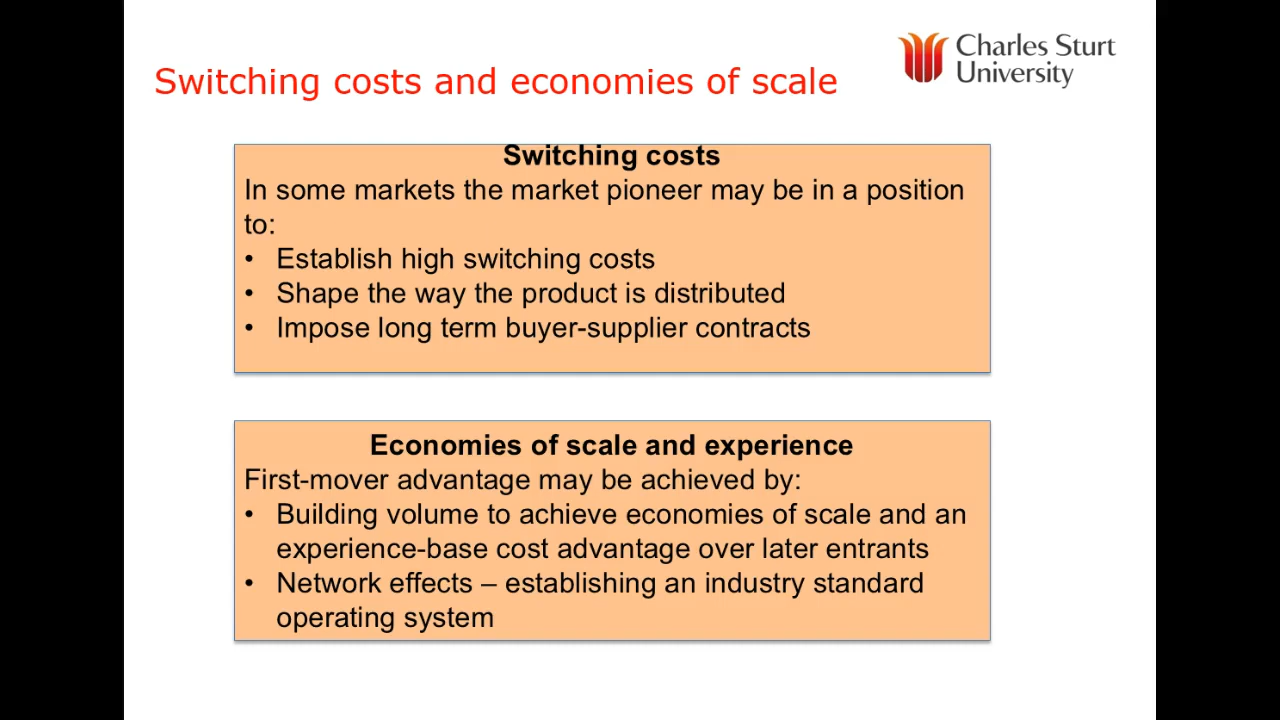 Charles Sturt
University
Switching costs and economies of scale
Switching costs
In some markets the market pioneer may be in a position
to:
• Establish high switching costs
• Shape the way the product is distributed
• Impose long term buyer-supplier contracts
Economies of scale and experience
First-mover advantage may be achieved by:
• Building volume to achieve economies of scale and an
experience-base cost advantage over later entrants
• Network effects – establishing an industry standard
operating system